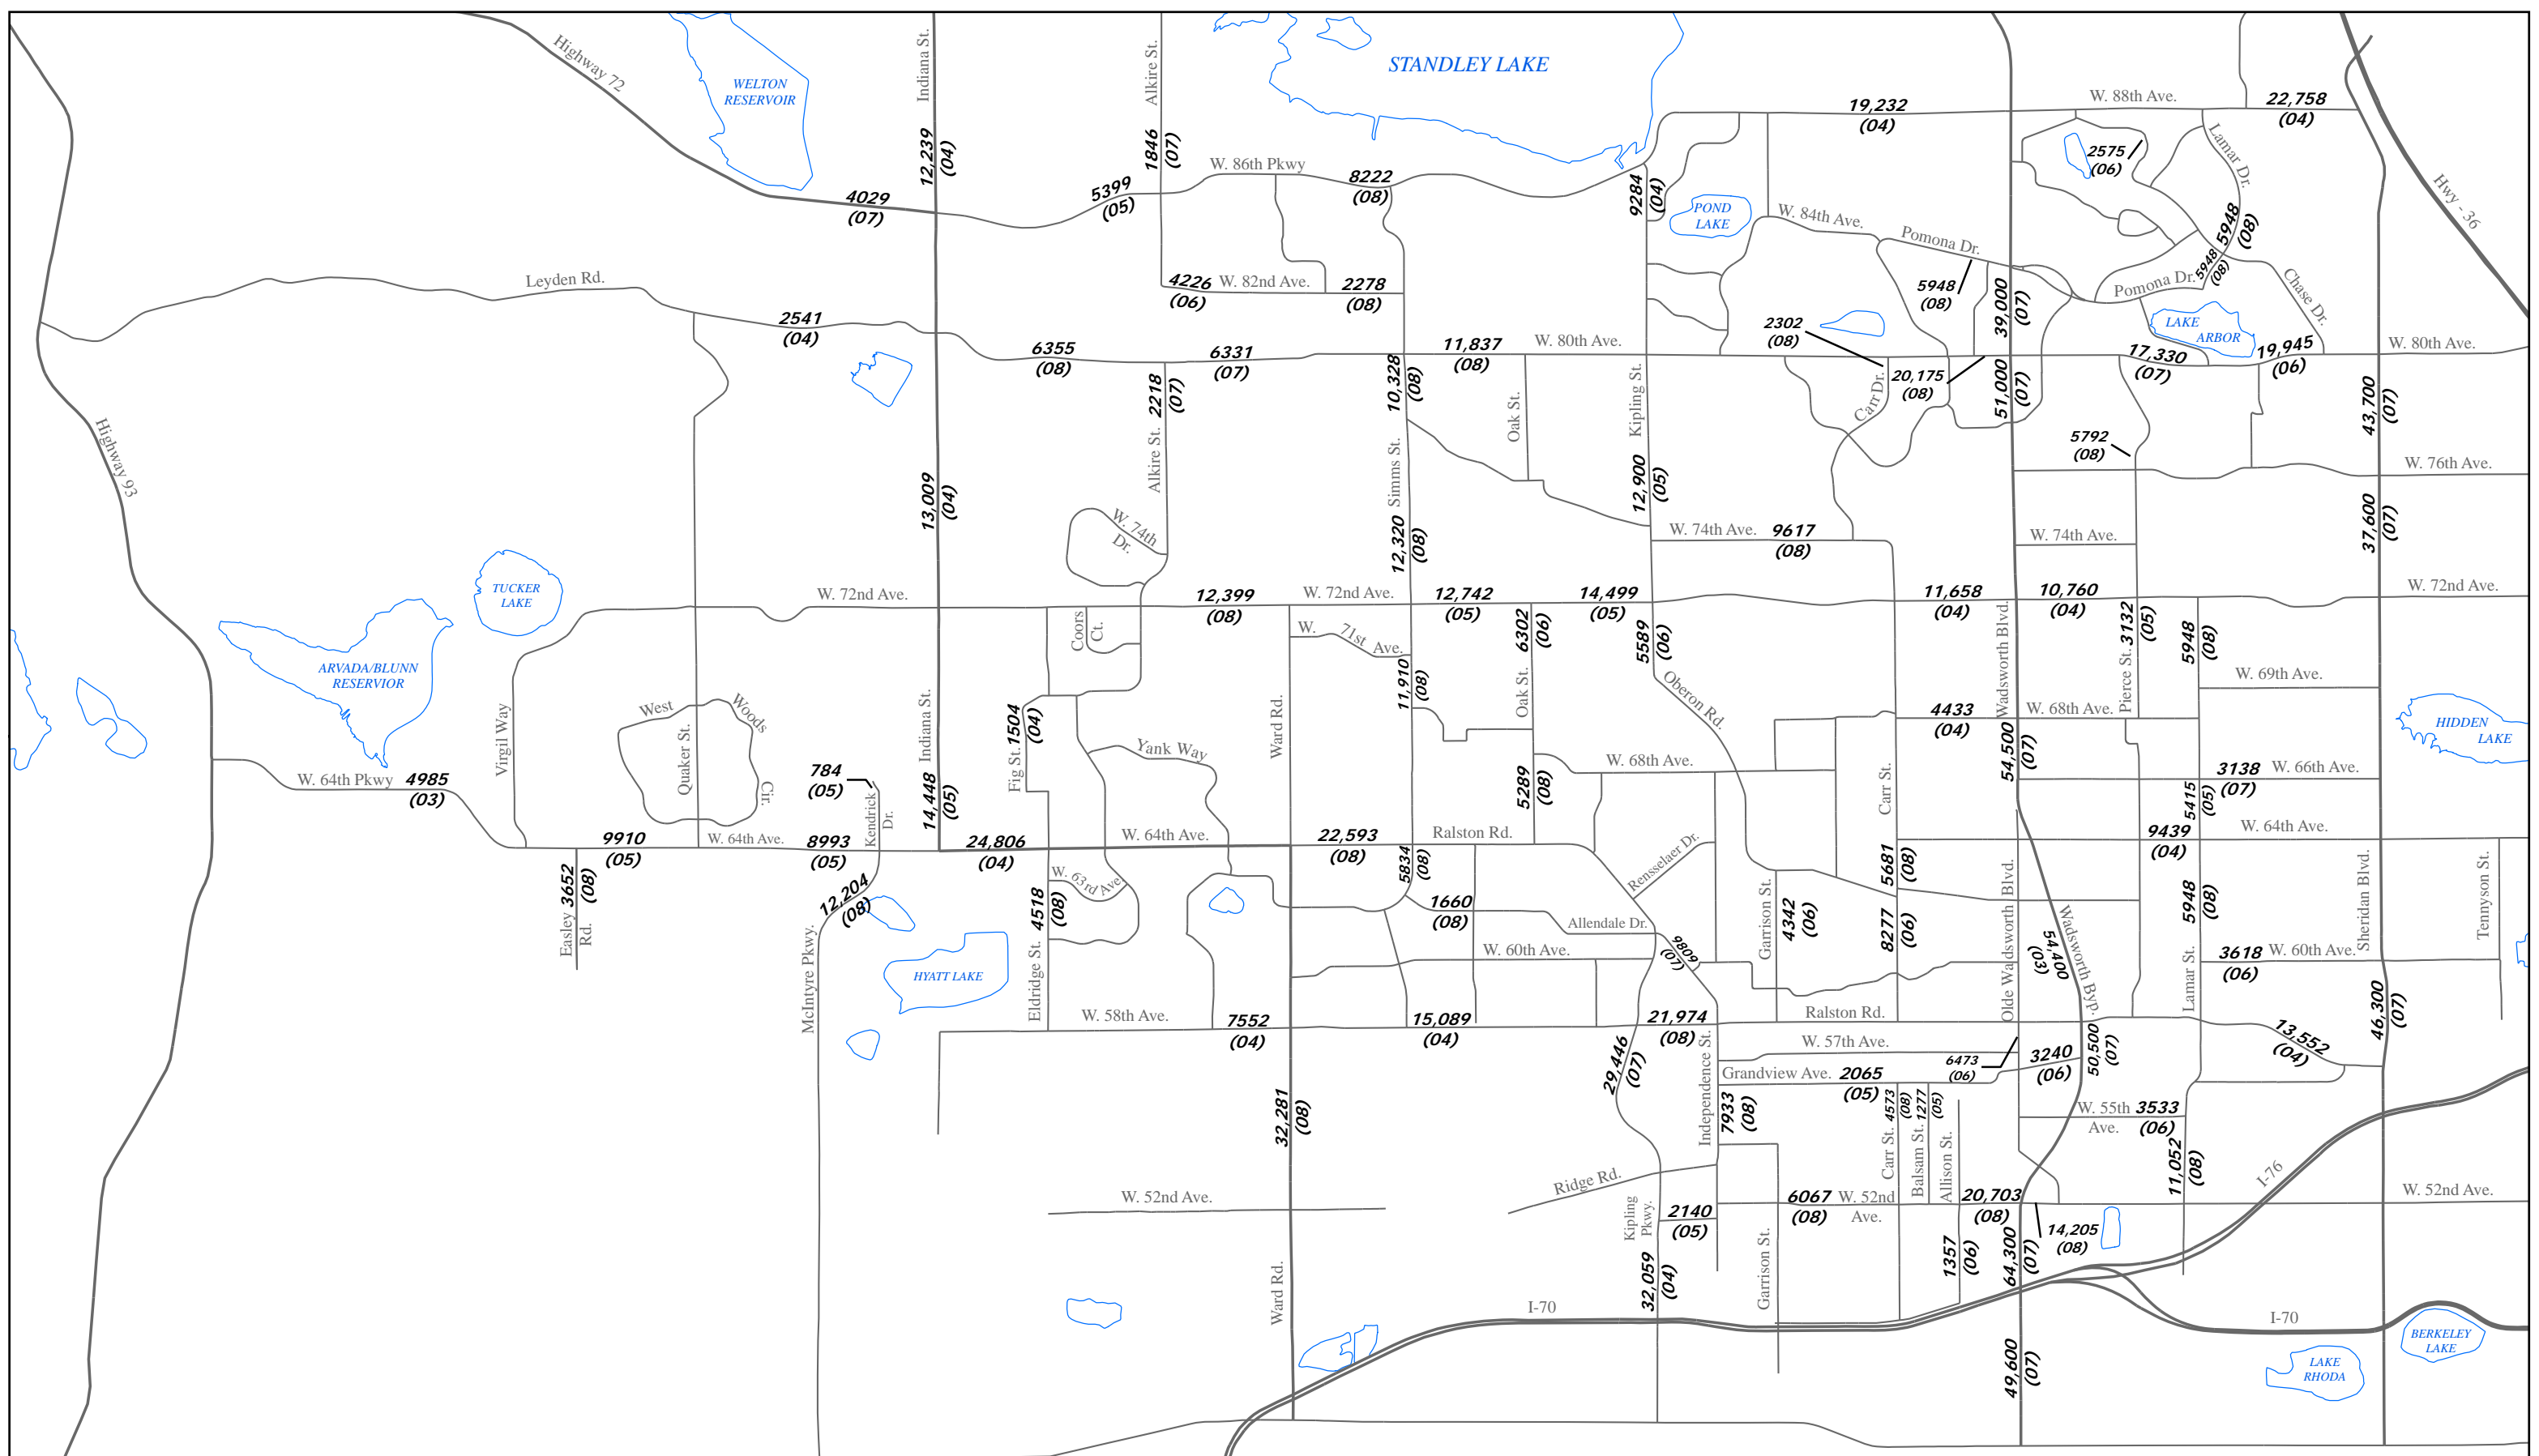 Highway 72
WELTON
RESERVOIR
Indiana St.
12,239
(04)
Alkire St.
1846
(07)
STANDLEY LAKE
19,232
(04)
W. 88th Ave.
22,758
(04)
Hwy - 36
Lamar Dr.
2575
(06)
W. 86th Pkwy
8222
(08)
5399
(05)
4029
(07)
9284
(04)
POND
LAKE
W. 84th Ave.
Pomona Dr.
5948
(08)
5948
(08)
Pomona Dr.
5948
(08)
Chase Dr.
39,000
(07)
Leyden Rd.
4226
(06)
W. 82nd Ave.
2278
(08)
2541
(04)
6355
(08)
6331
(07)
11,837
(08)
W. 80th Ave.
2302
(08)
20,175
(08)
LAKE
ARBOR
17,330
(07)
19,945
(06)
W. 80th Ave.
Highway 93
2218
(07)
Alkire St.
10,328
(08)
Simms St.
Oak St.
Kipling St.
12,900
(05)
Carr Dr.
51,000
(07)
5792
(08)
43,700
(07)
W. 76th Ave.
13,009
(04)
W. 74th
Dr.
12,320
(08)
W. 74th Ave.
9617
(08)
W. 74th Ave.
37,600
(07)
TUCKER
LAKE
W. 72nd Ave.
12,399
(08)
W. 72nd Ave.
12,742
(05)
14,499
(05)
11,658
(04)
10,760
(04)
W. 72nd Ave.
ARVADA/BLUNN
RESERVIOR
Coors
Ct.
W.
71st
Ave.
11,910
(08)
6302
(06)
Oak St.
5589
(06)
Oberon Rd.
Wadsworth Blvd.
3132
(05)
Pierce St.
5948
(08)
W. 69th Ave.
Virgil Way
West
Woods
Cir.
Quaker St.
Indiana St.
14,448
(05)
1504
(04)
Fig St.
Yank Way
Ward Rd.
5289
(08)
W. 68th Ave.
4433
(04)
W. 68th Ave.
54,500
(07)
HIDDEN
LAKE
W. 64th Pkwy
4985
(03)
784
(05)
Kendrick
Dr.
Carr St.
3138
(07)
W. 66th Ave.
5415
(05)
9910
(05)
W. 64th Ave.
8993
(05)
24,806
(04)
W. 64th Ave.
22,593
(08)
Ralston Rd.
Rensselaer Dr.
9439
(04)
W. 64th Ave.
3652
(08)
Easley
Rd.
12,204
(08)
W. 63rd Ave
4518
(08)
Eldridge St.
5834
(08)
1660
(08)
Allendale Dr.
9809
(07)
Garrison St.
4342
(06)
5681
(08)
8277
(06)
Olde Wadsworth Blvd.
54,400
(03)
Wadsworth Byp.
5948
(08)
Lamar St.
Sheridan Blvd.
Tennyson St.
McIntyre Pkwy.
HYATT LAKE
W. 60th Ave.
3618
(06)
W. 60th Ave.
W. 58th Ave.
7552
(04)
15,089
(04)
21,974
(08)
Ralston Rd.
46,300
(07)
13,552
(04)
29,446
(07)
Independence St.
7933
(08)
W. 57th Ave.
6473
(06)
3240
(06)
50,500
(07)
Grandview Ave.
2065
(05)
4573
(08)
1277
(05)
Carr St.
Balsam St.
Allison St.
W. 55th
Ave.
3533
(06)
11,052
(08)
32,281
(08)
I-76
W. 52nd Ave.
Ridge Rd.
Kipling
Pkwy.
2140
(05)
6067
(08)
W. 52nd
Ave.
20,703
(08)
14,205
(08)
W. 52nd Ave.
Ward Rd.
32,059
(04)
Garrison St.
1357
(06)
64,300
(07)
I-70
I-70
49,600
(07)
BERKELEY
LAKE
LAKE
RHODA